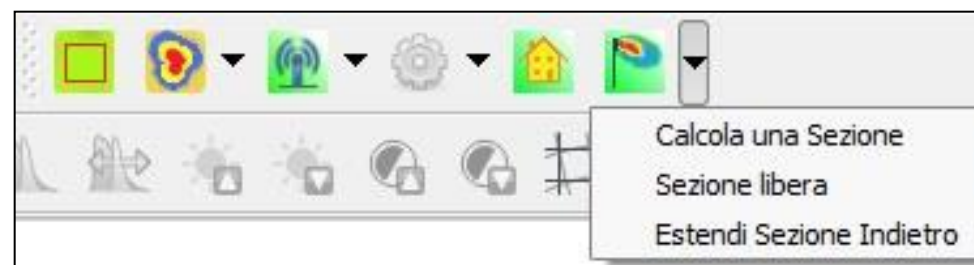 Calcola una Sezione
Sezione libera
Estendi Sezione Indietro